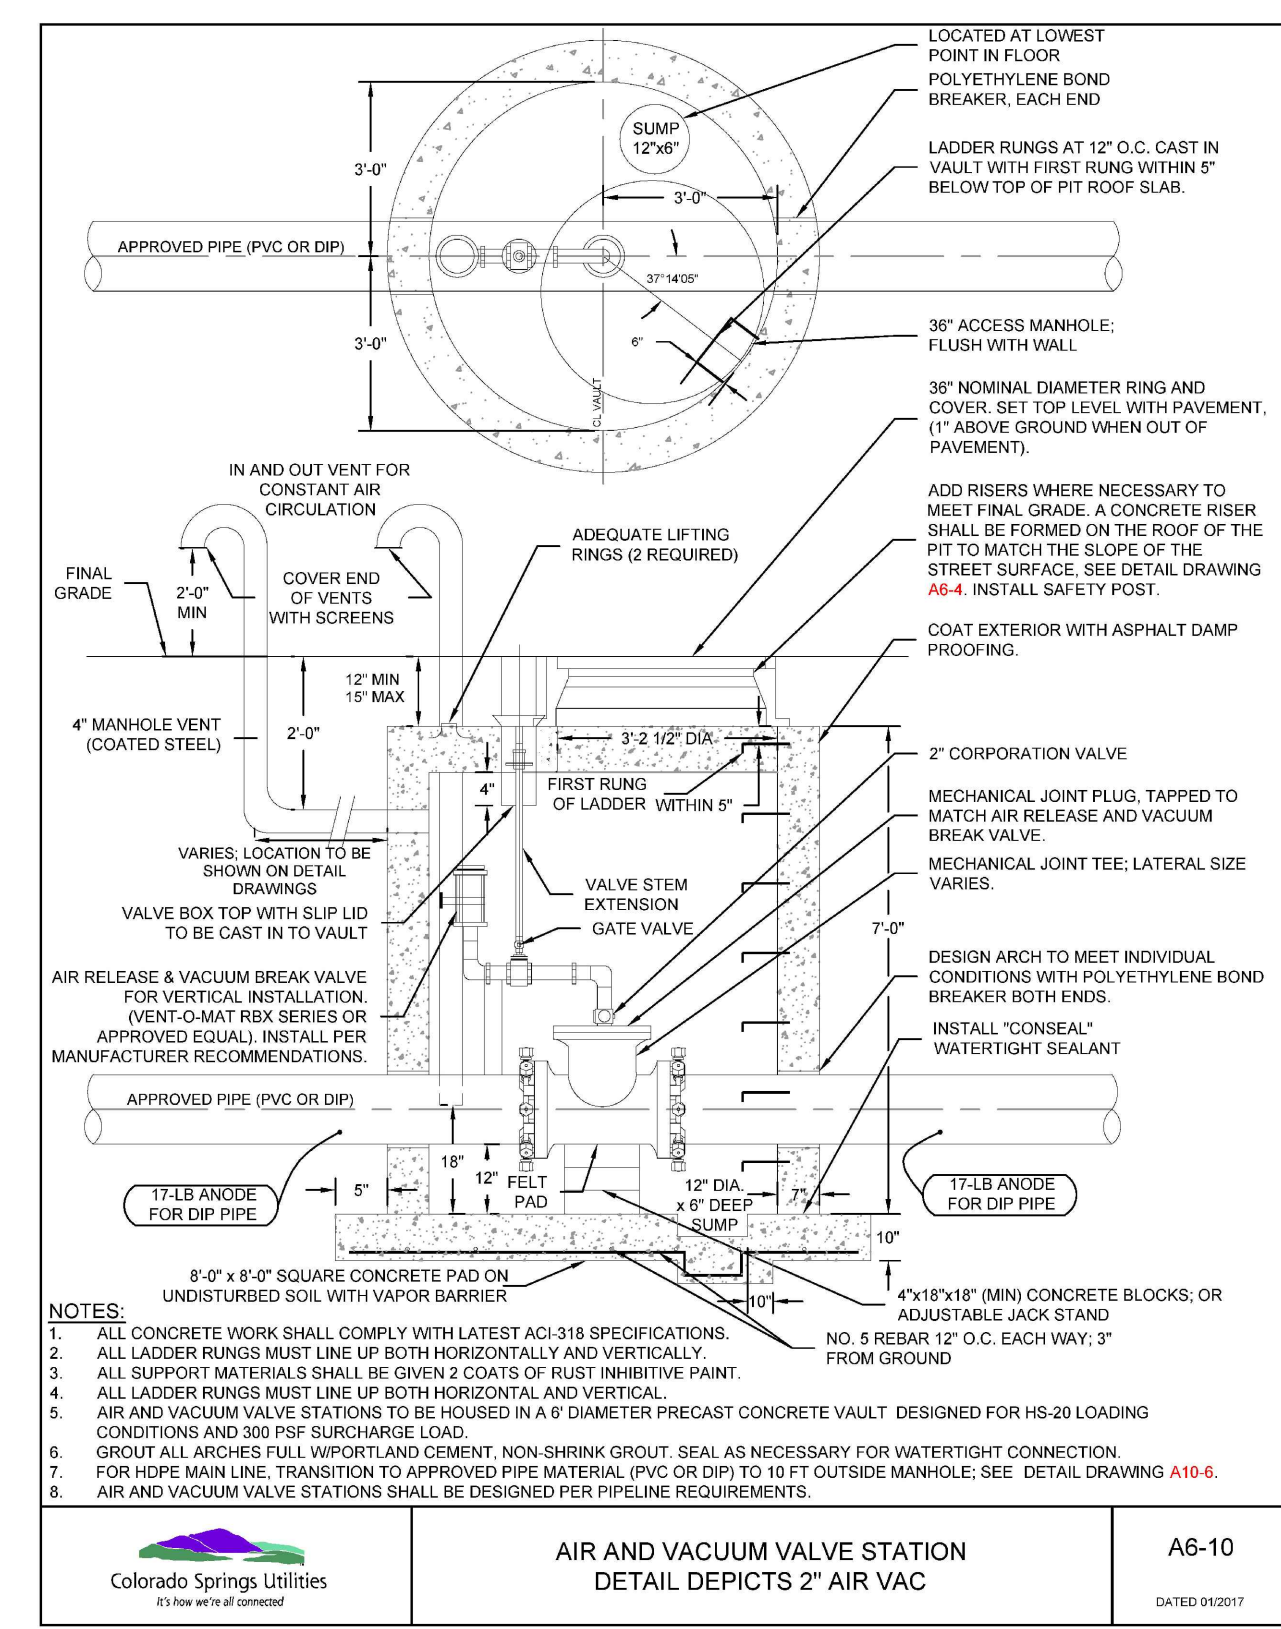 LOCATED AT LOWEST
POINT IN FLOOR
POLYETHYLENE BOND
BREAKER, EACH END
SUMP
12"x6"
LADDER RUNGS AT 12" O.C. CAST IN
VAULT WITH FIRST RUNG WITHIN 5"
BELOW TOP OF PIT ROOF SLAB.
3'-0"
3'-0"
APPROVED PIPE (PVC OR DIP)
37°14'05"
3'-0"
6"
36" ACCESS MANHOLE;
FLUSH WITH WALL
CL VAULT
36" NOMINAL DIAMETER RING AND
COVER. SET TOP LEVEL WITH PAVEMENT,
(1" ABOVE GROUND WHEN OUT OF
PAVEMENT).
IN AND OUT VENT FOR
CONSTANT AIR
CIRCULATION
ADD RISERS WHERE NECESSARY TO
MEET FINAL GRADE. A CONCRETE RISER
SHALL BE FORMED ON THE ROOF OF THE
PIT TO MATCH THE SLOPE OF THE
STREET SURFACE, SEE DETAIL DRAWING
A6-4. INSTALL SAFETY POST.
ADEQUATE LIFTING
RINGS (2 REQUIRED)
FINAL
GRADE
2'-0"
MIN
COVER END
OF VENTS
WITH SCREENS
COAT EXTERIOR WITH ASPHALT DAMP
PROOFING.
12" MIN
15" MAX
4" MANHOLE VENT
(COATED STEEL)
2'-0"
3'-2 1/2" DIA
2" CORPORATION VALVE
4"
FIRST RUNG
OF LADDER
WITHIN 5"
MECHANICAL JOINT PLUG, TAPPED TO
MATCH AIR RELEASE AND VACUUM
BREAK VALVE.
VARIES; LOCATION TO BE
SHOWN ON DETAIL
DRAWINGS
MECHANICAL JOINT TEE; LATERAL SIZE
VARIES.
VALVE STEM
EXTENSION
VALVE BOX TOP WITH SLIP LID
TO BE CAST IN TO VAULT
GATE VALVE
7'-0"
DESIGN ARCH TO MEET INDIVIDUAL
CONDITIONS WITH POLYETHYLENE BOND
BREAKER BOTH ENDS.
AIR RELEASE & VACUUM BREAK VALVE
FOR VERTICAL INSTALLATION.
(VENT-O-MAT RBX SERIES OR
APPROVED EQUAL). INSTALL PER
MANUFACTURER RECOMMENDATIONS.
INSTALL "CONSEAL"
WATERTIGHT SEALANT
APPROVED PIPE (PVC OR DIP)
17-LB ANODE
FOR DIP PIPE
5"
18"
12"
FELT
PAD
12" DIA.
x 6" DEEP
SUMP
7"
17-LB ANODE
FOR DIP PIPE
10"
8'-0" x 8'-0" SQUARE CONCRETE PAD ON
UNDISTURBED SOIL WITH VAPOR BARRIER
10"
4"x18"x18" (MIN) CONCRETE BLOCKS; OR
ADJUSTABLE JACK STAND
NO. 5 REBAR 12" O.C. EACH WAY; 3"
FROM GROUND
NOTES:
1. ALL CONCRETE WORK SHALL COMPLY WITH LATEST ACI-318 SPECIFICATIONS.
2. ALL LADDER RUNGS MUST LINE UP BOTH HORIZONTALLY AND VERTICALLY.
3. ALL SUPPORT MATERIALS SHALL BE GIVEN 2 COATS OF RUST INHIBITIVE PAINT.
4. ALL LADDER RUNGS MUST LINE UP BOTH HORIZONTAL AND VERTICAL.
5. AIR AND VACUUM VALVE STATIONS TO BE HOUSED IN A 6' DIAMETER PRECAST CONCRETE VAULT DESIGNED FOR HS-20 LOADING
CONDITIONS AND 300 PSF SURCHARGE LOAD.
6. GROUT ALL ARCHES FULL W/PORTLAND CEMENT, NON-SHRINK GROUT. SEAL AS NECESSARY FOR WATERTIGHT CONNECTION.
7. FOR HDPE MAIN LINE, TRANSITION TO APPROVED PIPE MATERIAL (PVC OR DIP) TO 10 FT OUTSIDE MANHOLE; SEE DETAIL DRAWING A10-6.
8. AIR AND VACUUM VALVE STATIONS SHALL BE DESIGNED PER PIPELINE REQUIREMENTS.
Colorado Springs Utilities
It's how we're all connected
AIR AND VACUUM VALVE STATION
DETAIL DEPICTS 2" AIR VAC
A6-10
DATED 01/2017